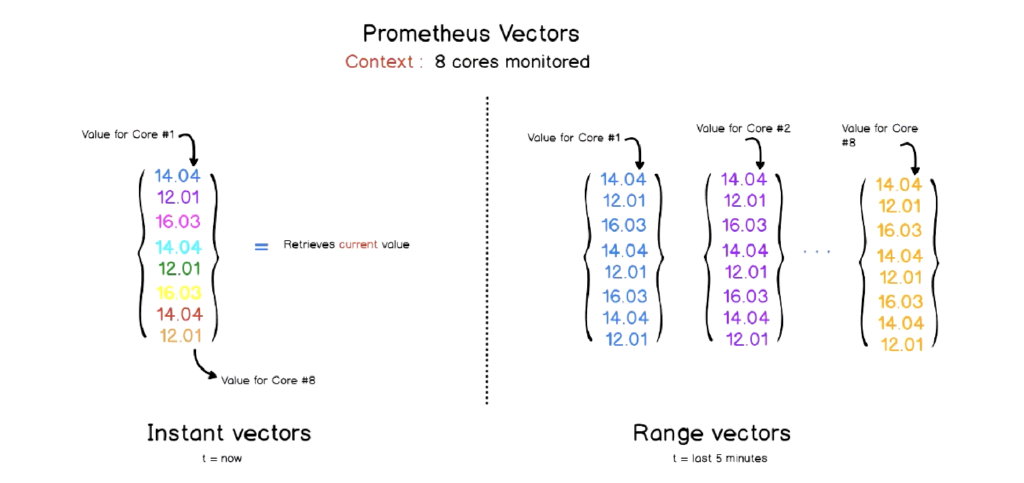 Prometheus Vectors
Context : 8 cores monitored
Value for Core #1
14.04
12.01
16.03
14.04
12.01
16.03
14.04
12.01
= Retrieves current value
Value for Core #8
Instant vectors
t = now
Value for Core #1
14.04
12.01
16.03
14.04
12.01
16.03
14.04
12.01
Value for Core #2
14.04
12.01
16.03
14.04
12.01
16.03
14.04
12.01
. . .
Value for Core
#8
14.04
12.01
16.03
14.04
12.01
16.03
14.04
12.01
Range vectors
t = last 5 minutes